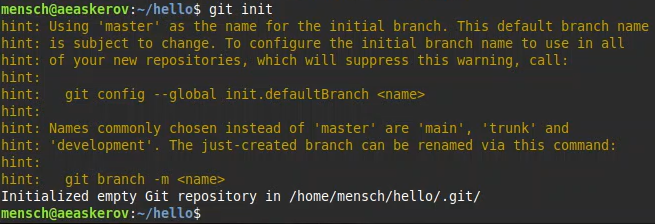 mensch@aeaskerov:~/hello$ git init
hint: Using 'master' as the name for the initial branch. This default branch name
hint: is subject to change. To configure the initial branch name to use in all
hint: of your new repositories, which will suppress this warning, call:
hint:
hint:   git config --global init.defaultBranch <name>
hint:
hint: Names commonly chosen instead of 'master' are 'main', 'trunk' and
hint: 'development'. The just-created branch can be renamed via this command:
hint:
hint:   git branch -m <name>
Initialized empty Git repository in /home/mensch/hello/.git/
mensch@aeaskerov:~/hello$